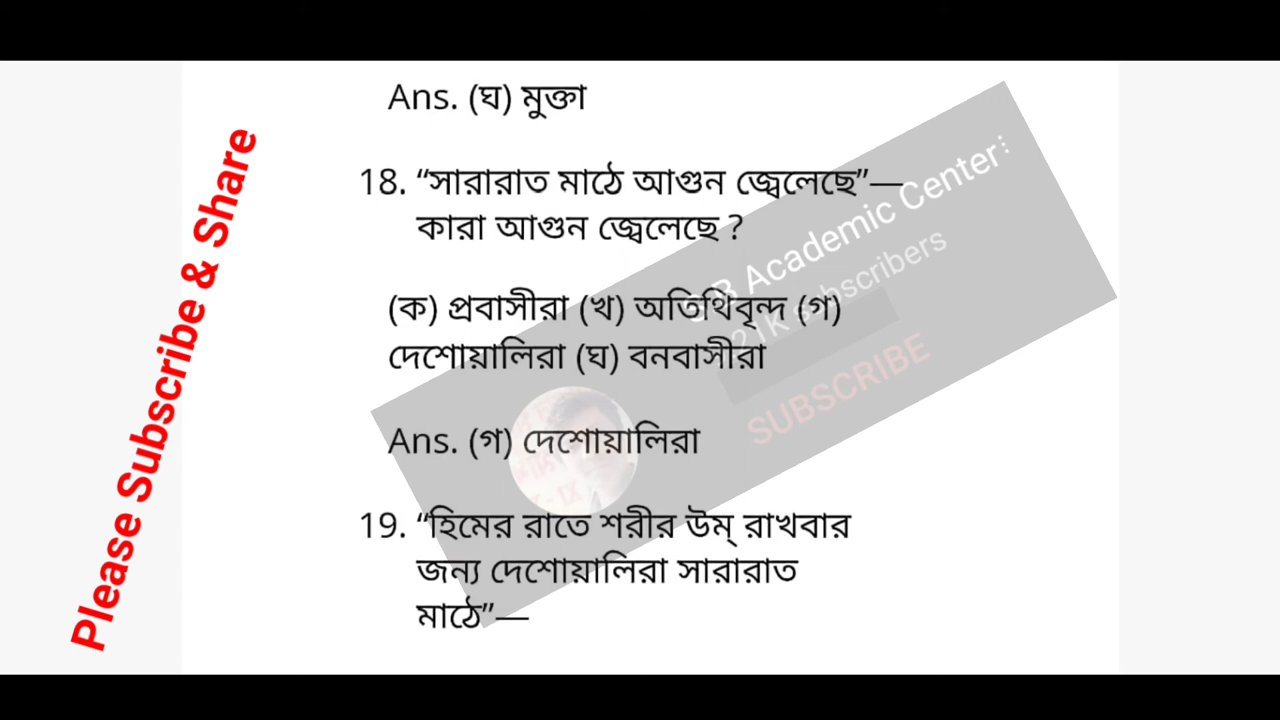 Please Subscribe & Share
Ans. (ঘ) মুক্তা
18. “সারারাত মাঠে আগুন জ্বেলেছে”—
কারা আগুন জ্বেলেছে ?
(ক) প্রবাসীরা (খ) অতিথিবৃন্দ (গ)
দেশোয়ালিরা (ঘ) বনবাসীরা
Ans. (গ) দেশোয়ালিরা
19. “হিমের রাতে শরীর উম্ রাখবার
জন্য দেশোয়ালিরা সারারাত
মাঠে”—
Academic Center
subscribers
SUBSCRIBE